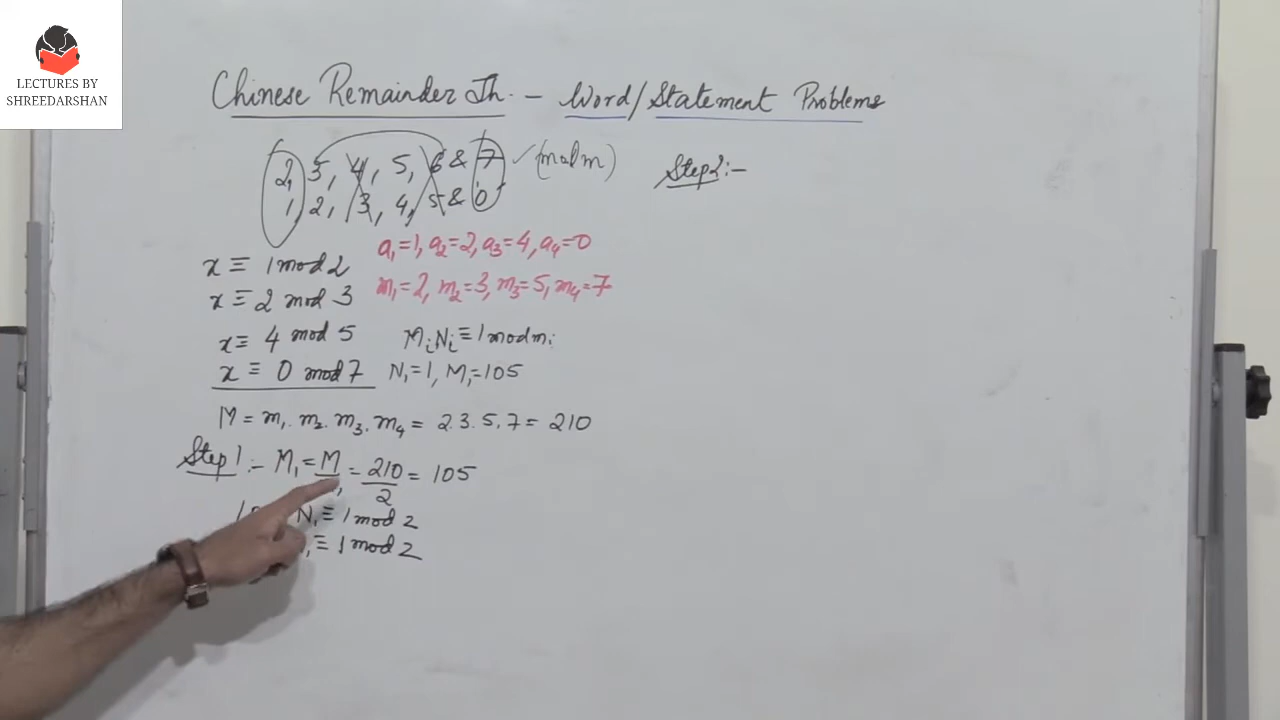 LECTURES BY
SHREEDARSHAN
Chinese Remainder Th. - Word/Statement Problems
2, 3, 4, 5, 6 & 7 ✓ (mod m)
1, 2, 3, 4, 5 & 0
Step 2:-
a₁=1, a₂=2, a₃=4, a₄=0
x ≡ 1 mod 2
m₁=2, m₂=3, m₃=5, m₄=7
x ≡ 2 mod 3
x ≡ 4 mod 5
MᵢNᵢ ≡ 1 mod mᵢ
x ≡ 0 mod 7
N₁=1, M₁=105
M = m₁. m₂. m₃. m₄ = 2.3.5.7 = 210
Step 1:- M₁ = M/ = 210/2 = 105
N₁ ≡ 1 mod 2
≡ 1 mod 2